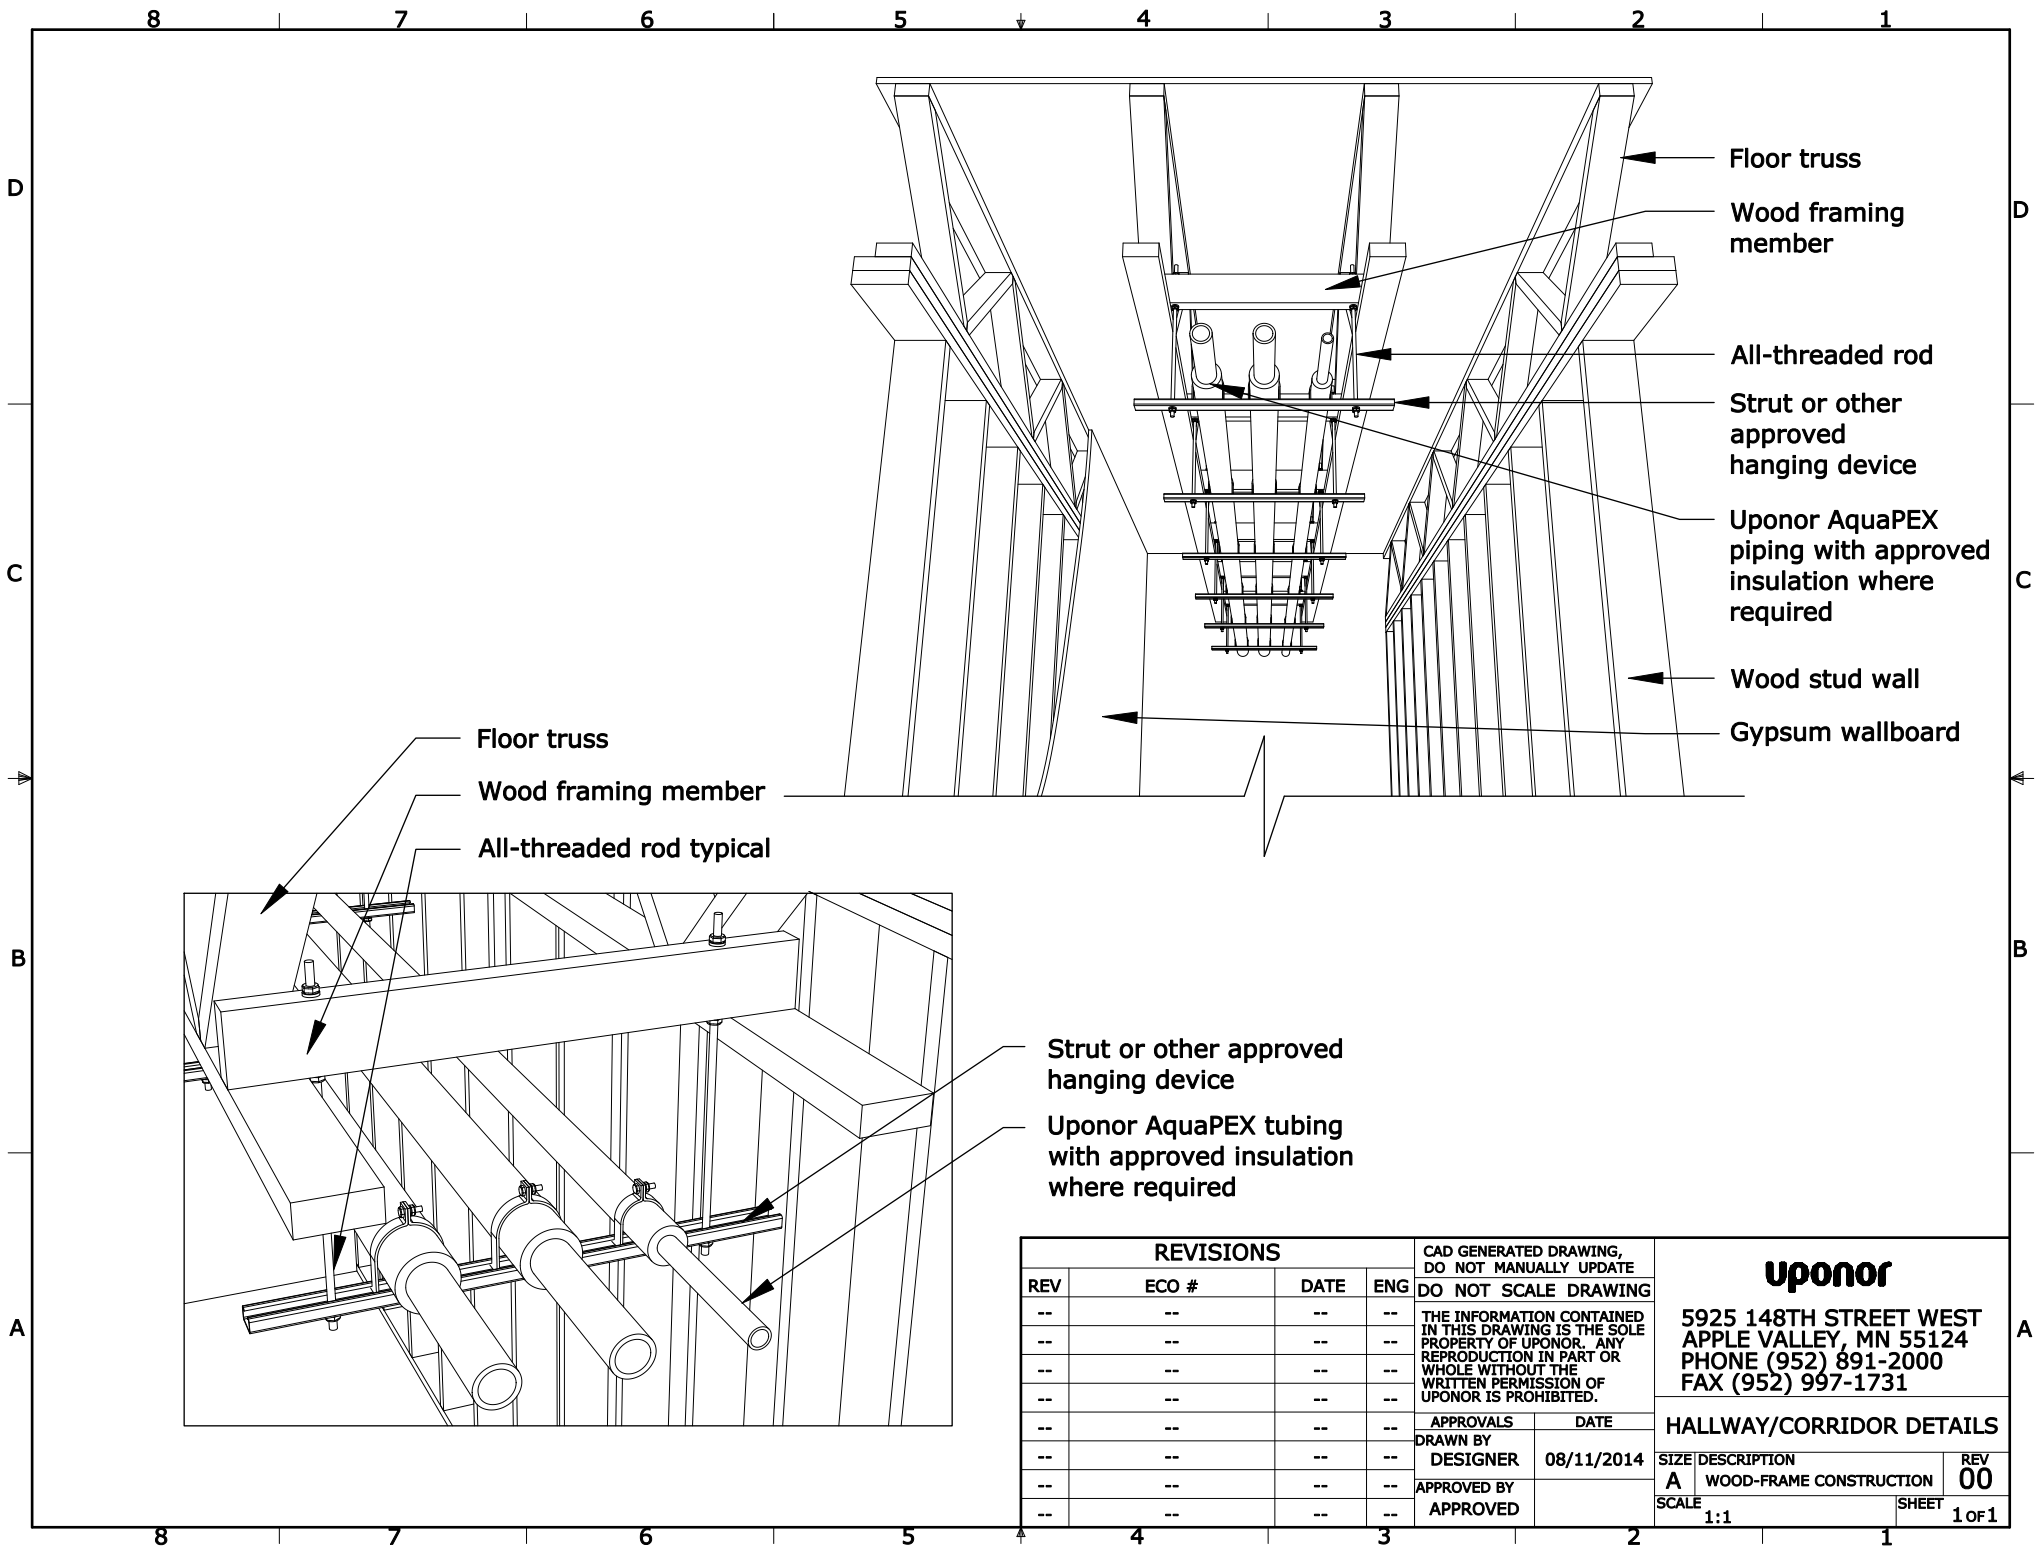 8 7 6 5 4 3 2 1
D
D
C
C
B
B
A
A
Floor truss
Wood framing
member
All-threaded rod
Strut or other
approved
hanging device
Uponor AquaPEX
piping with approved
insulation where
required
Wood stud wall
Gypsum wallboard
Floor truss
Wood framing member
All-threaded rod typical
Strut or other approved
hanging device
Uponor AquaPEX tubing
with approved insulation
where required
REVISIONS
REV ECO # DATE ENG
-- -- -- --
-- -- -- --
-- -- -- --
-- -- -- --
-- -- -- --
-- -- -- --
-- -- -- --
-- -- -- --
CAD GENERATED DRAWING,
DO NOT MANUALLY UPDATE
DO NOT SCALE DRAWING
THE INFORMATION CONTAINED
IN THIS DRAWING IS THE SOLE
PROPERTY OF UPONOR. ANY
REPRODUCTION IN PART OR
WHOLE WITHOUT THE
WRITTEN PERMISSION OF
UPONOR IS PROHIBITED.
APPROVALS DATE
DRAWN BY
DESIGNER 08/11/2014
APPROVED BY
APPROVED
uponor
5925 148TH STREET WEST
APPLE VALLEY, MN 55124
PHONE (952) 891-2000
FAX (952) 997-1731
HALLWAY/CORRIDOR DETAILS
SIZE DESCRIPTION REV
A WOOD-FRAME CONSTRUCTION 00
SCALE 1:1 SHEET 1 OF 1
8 7 6 5 4 3 2 1